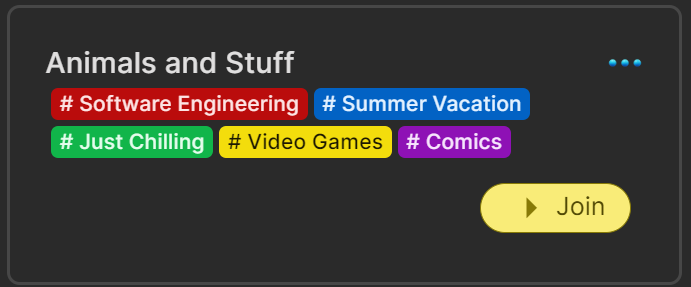 Animals and Stuff
# Software Engineering # Summer Vacation
# Just Chilling # Video Games # Comics
Join